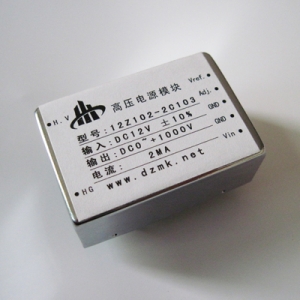 H.V
高压电源模块
Vref
Adj
GND
GND
Vin
型号: 12Z102-2C103
输入: DC12V ±10%
输出: DC0~+1000V
电流: 2MA
HG
www.dzmk.net